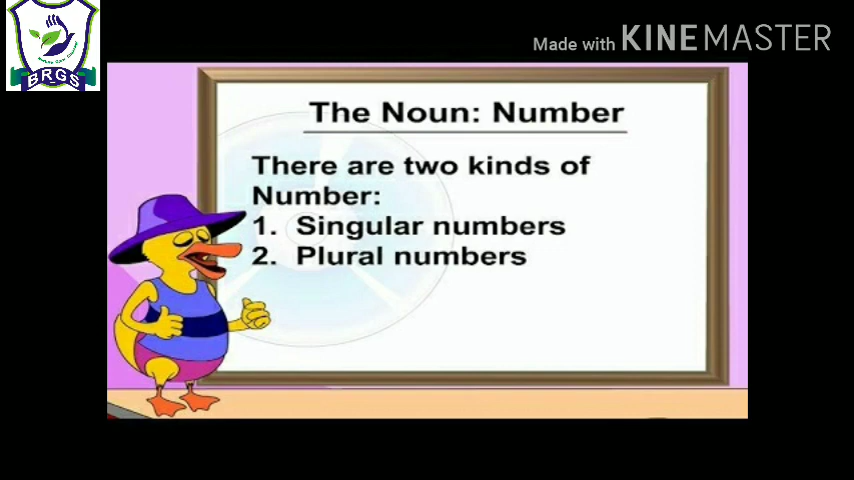 Made with KINEMASTER
BRGS
The Noun: Number
There are two kinds of
Number:
1. Singular numbers
2. Plural numbers